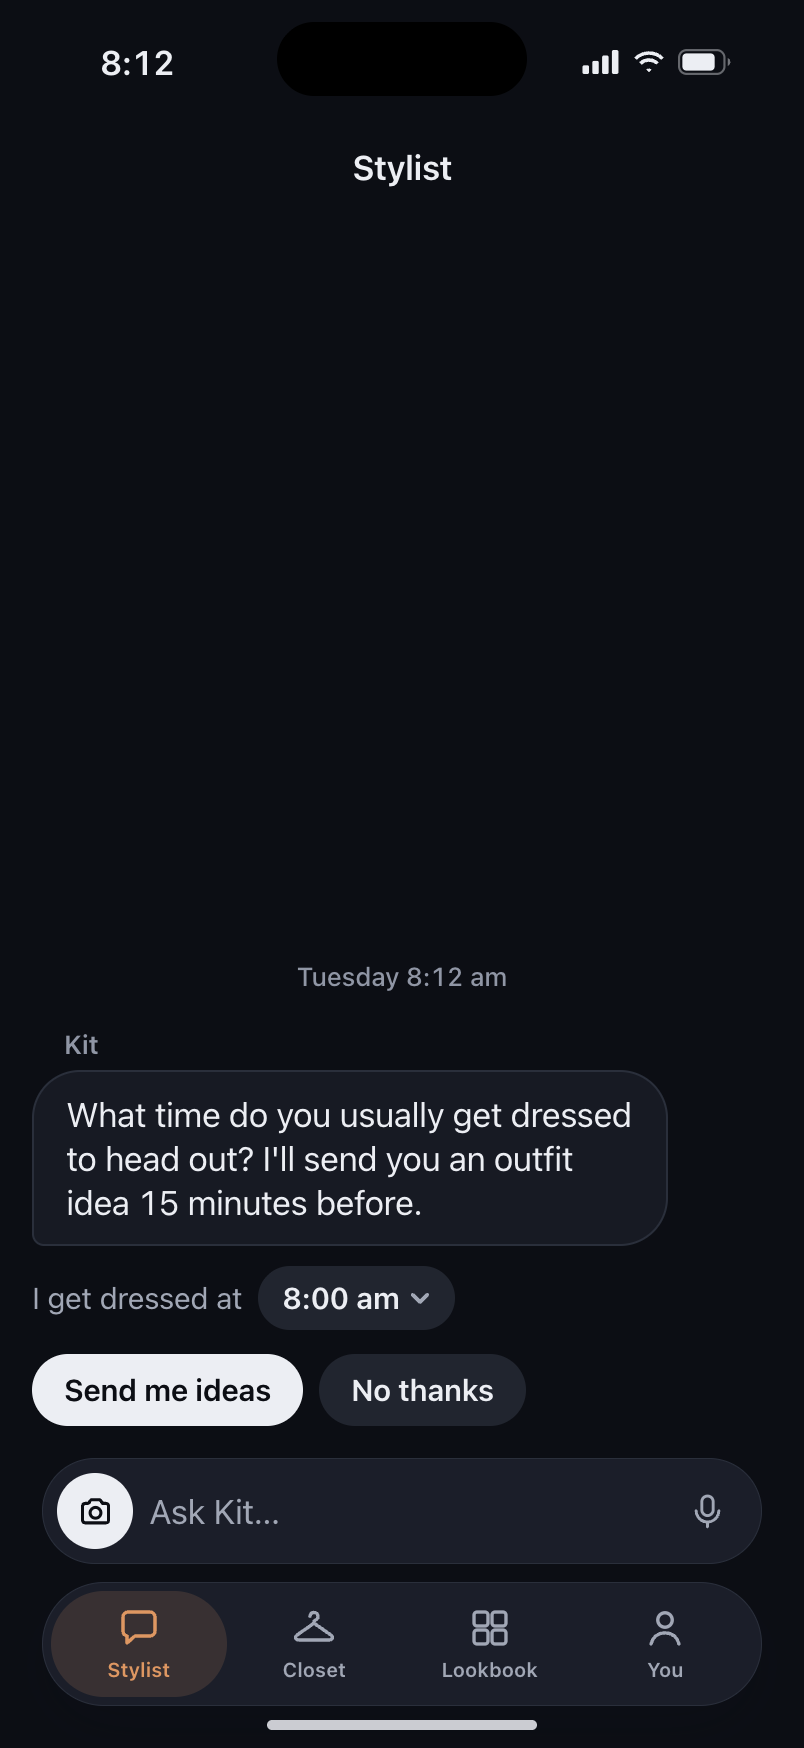 8:12
Stylist
Tuesday 8:12 am
Kit
What time do you usually get dressed
to head out? I'll send you an outfit
idea 15 minutes before.
I get dressed at 8:00 am
Send me ideas No thanks
Ask Kit...
Stylist Closet Lookbook You